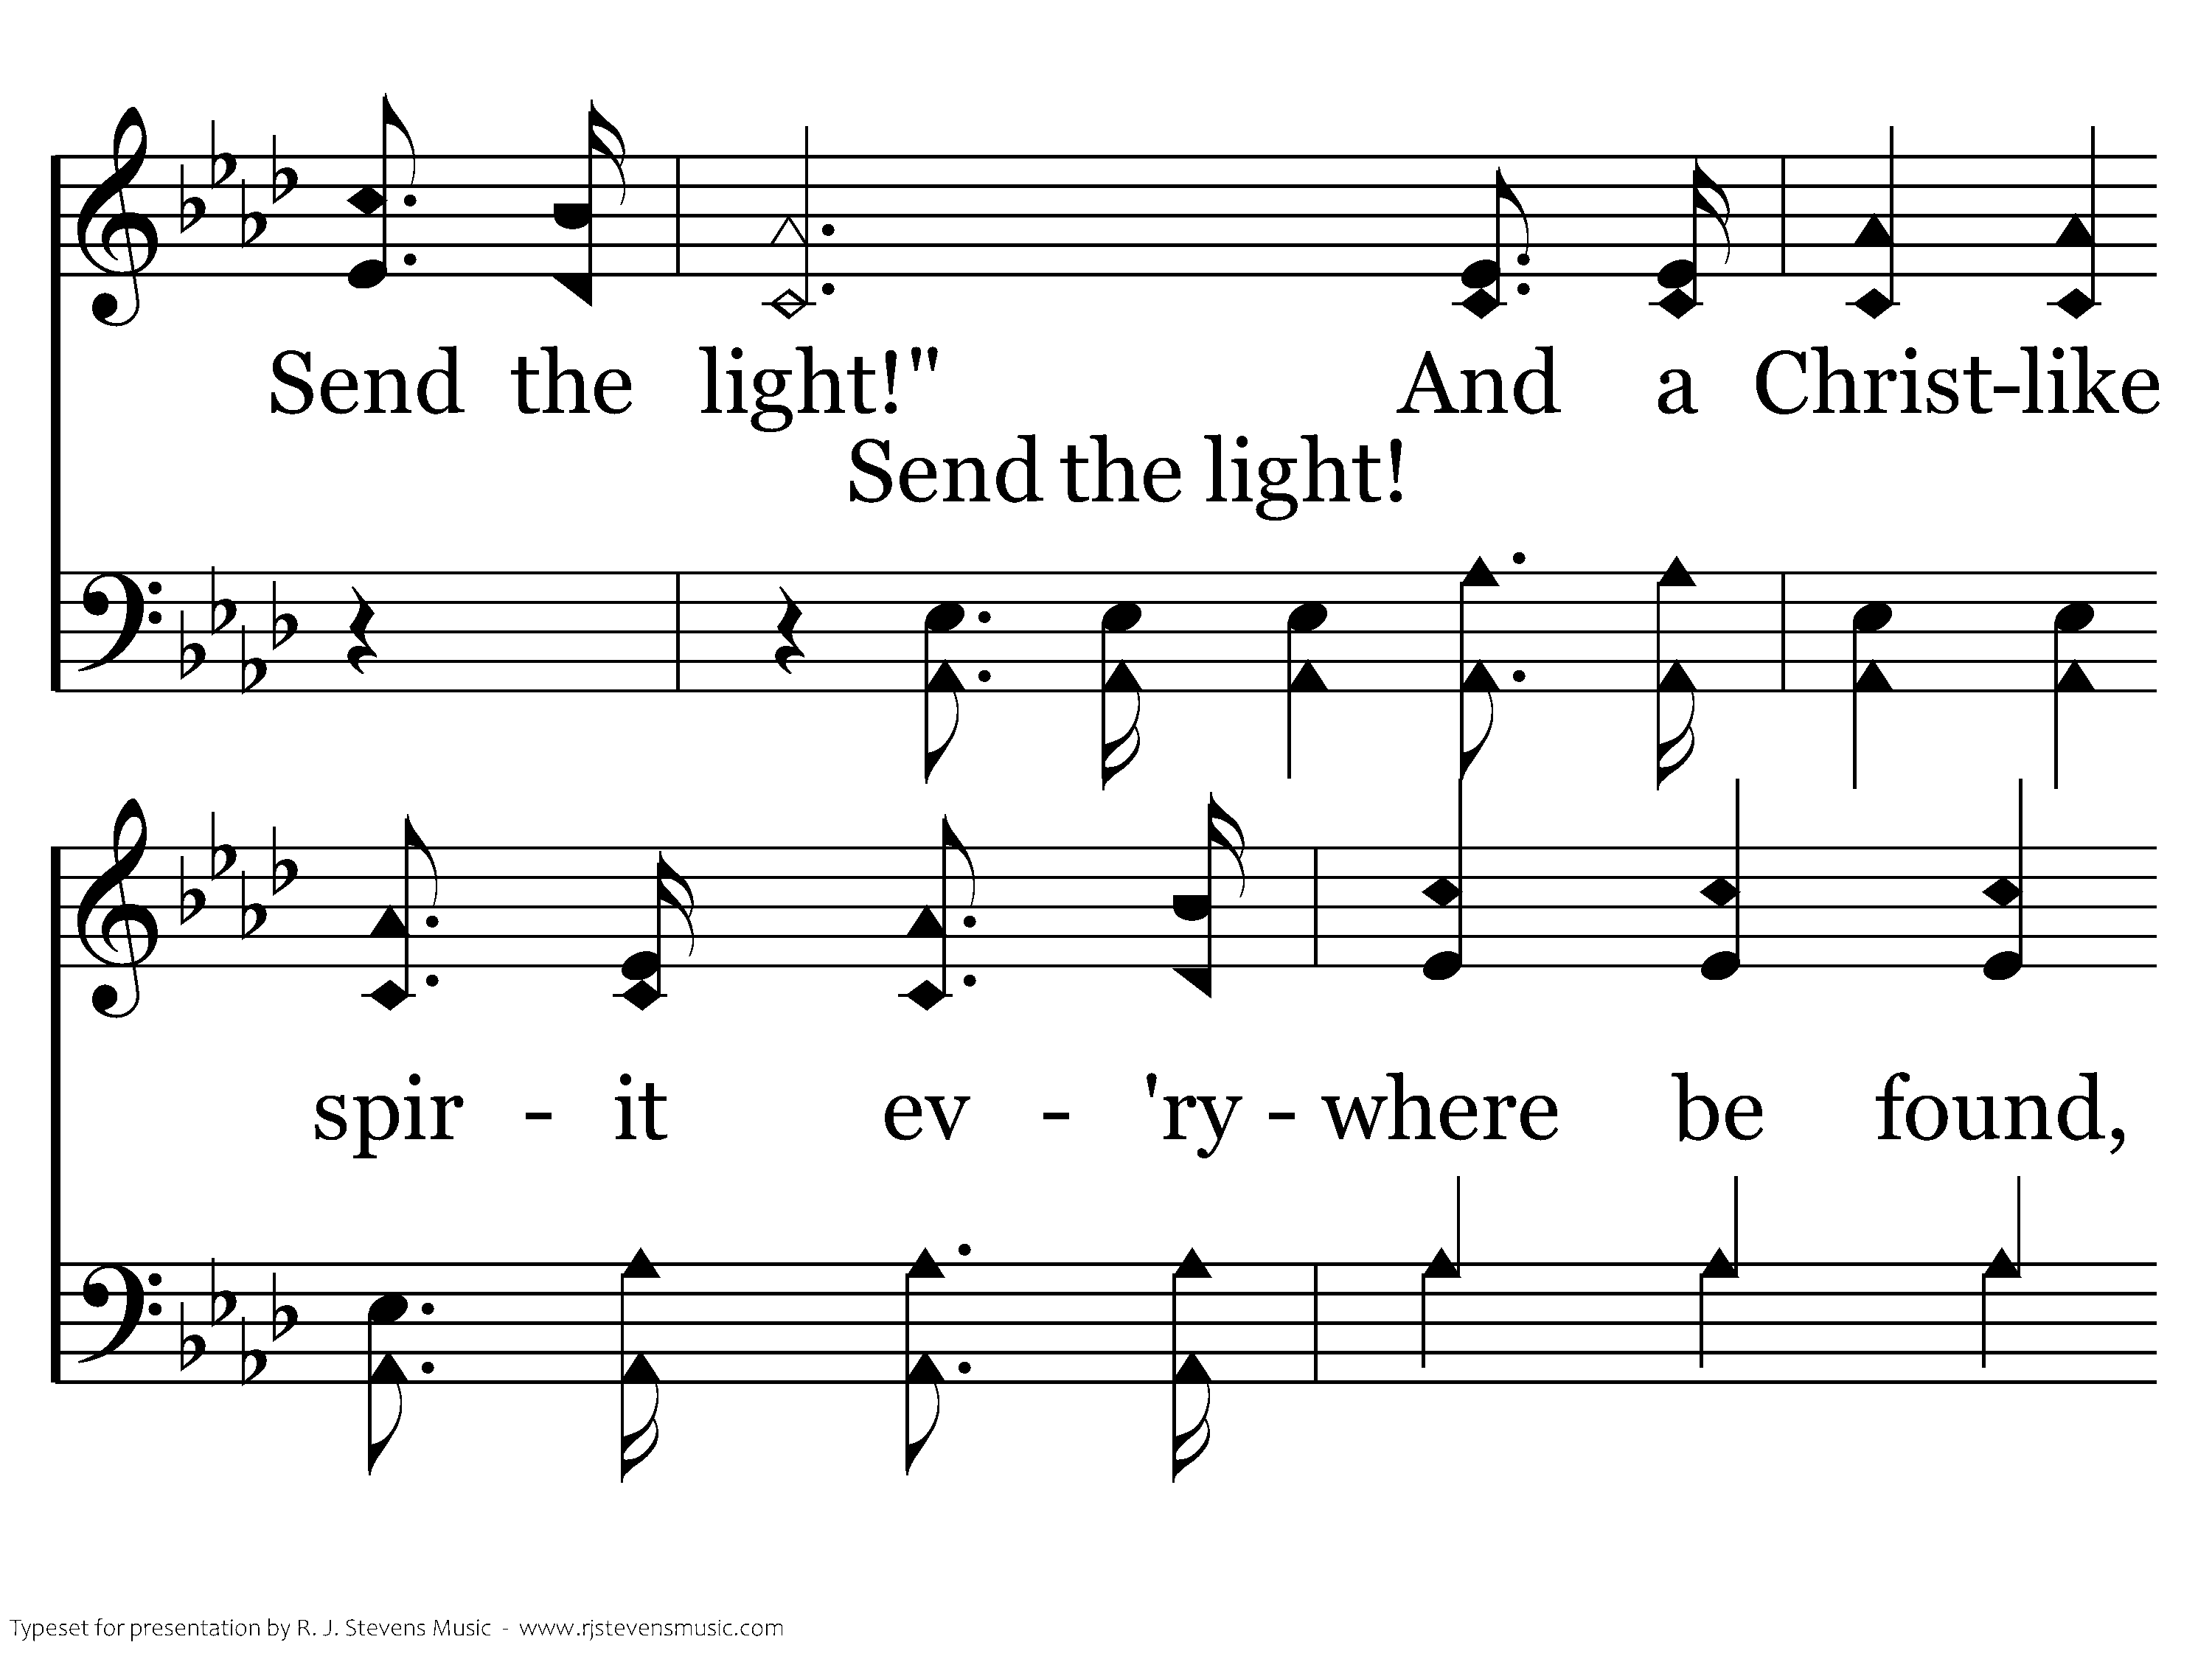 Send the light!" And a Christ-like
Send the light!
spir - it ev - 'ry - where be found,
Typeset for presentation by R. J. Stevens Music - www.rjstevensmusic.com